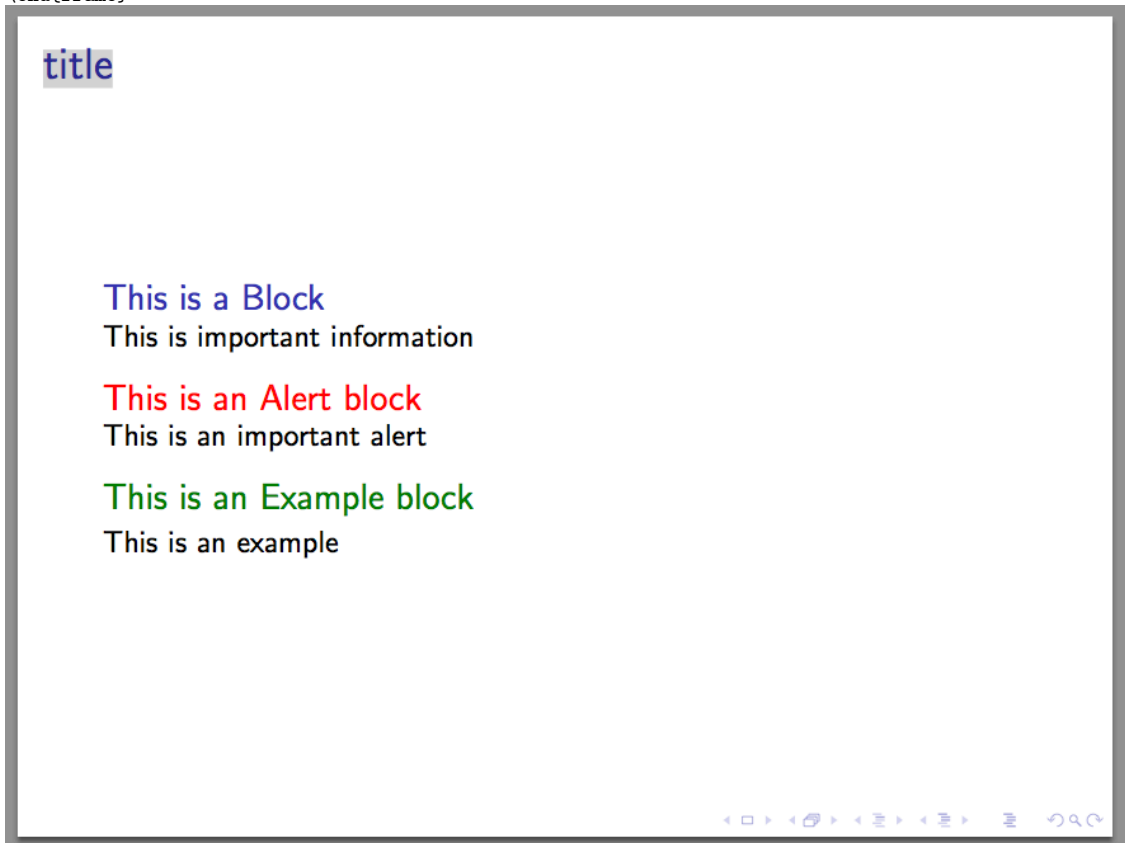 title
This is a Block
This is important information
This is an Alert block
This is an important alert
This is an Example block
This is an example